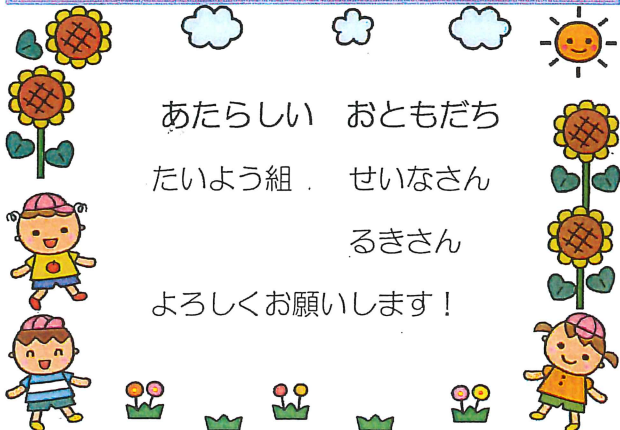 あたらしい　おともだち
たいよう組　せいなさん
るきさん
よろしくお願いします！